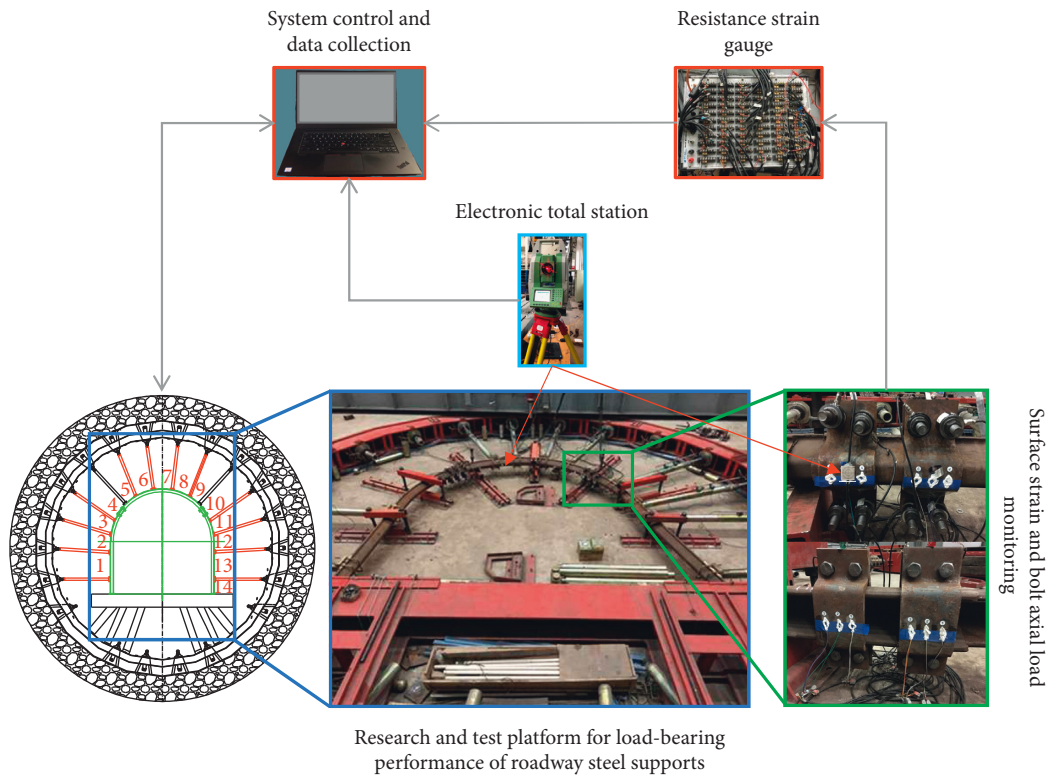 System control and
data collection
Resistance strain
gauge
Electronic total station
1
2
3
4
5
6
7
8
9
10
11
12
13
14
Surface strain and bolt axial load
monitoring
Research and test platform for load-bearing
performance of roadway steel supports